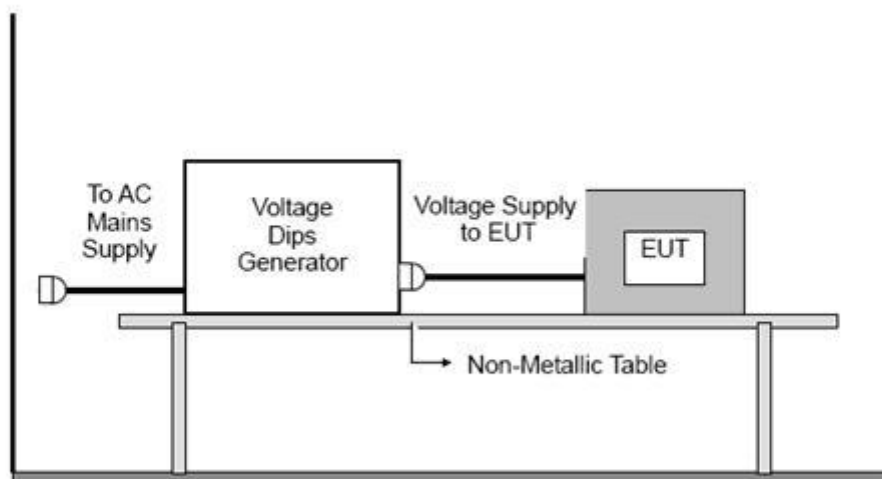 To AC
Mains
Supply
Voltage
Dips
Generator
Voltage Supply
to EUT
EUT
Non-Metallic Table